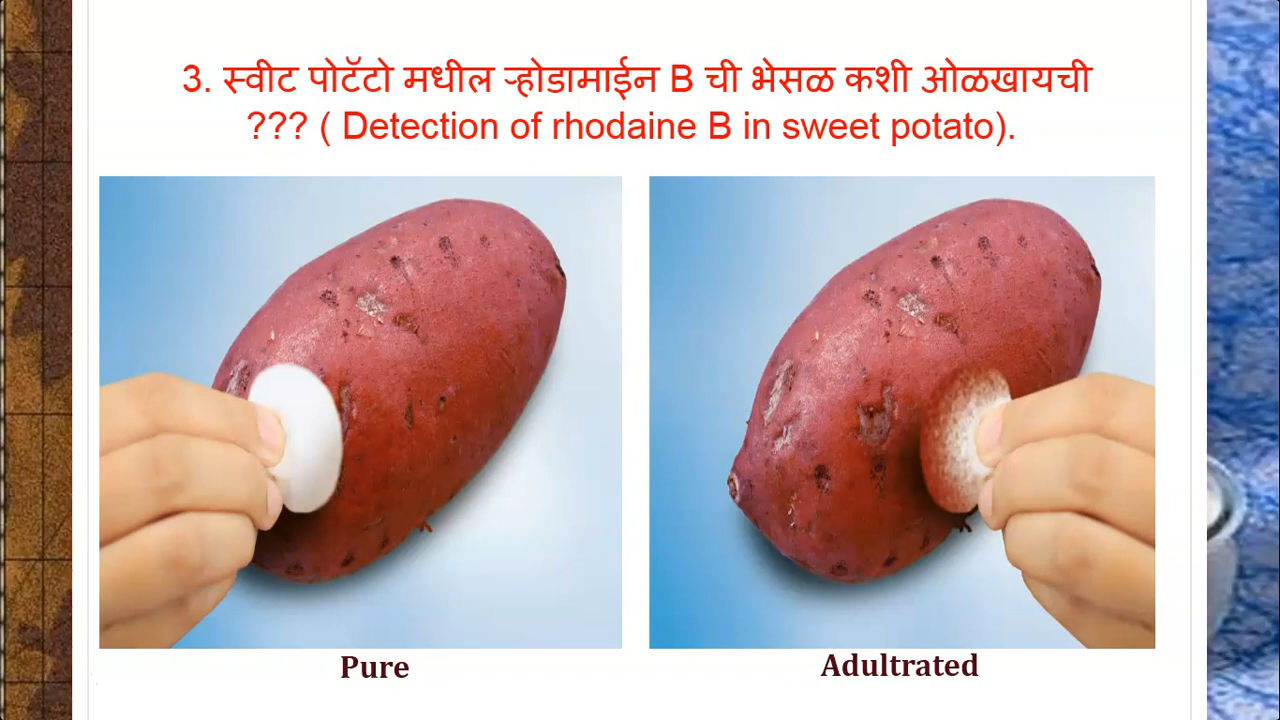 3. स्वीट पोटॅटो मधील ऱ्होडामाईन B ची भेसळ कशी ओळखायची
??? ( Detection of rhodaine B in sweet potato).
Pure
Adultrated